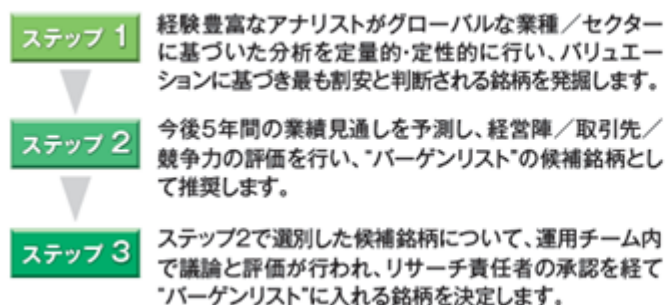 ステップ 1
経験豊富なアナリストがグローバルな業種／セクター
に基づいた分析を定量的・定性的に行い、バリュエー
ションに基づき最も割安と判断される銘柄を発掘します。
ステップ 2
今後5年間の業績見通しを予測し、経営陣／取引先／
競争力の評価を行い、"バーゲンリスト"の候補銘柄とし
て推奨します。
ステップ 3
ステップ2で選別した候補銘柄について、運用チーム内
で議論と評価が行われ、リサーチ責任者の承認を経て
"バーゲンリスト"に入れる銘柄を決定します。